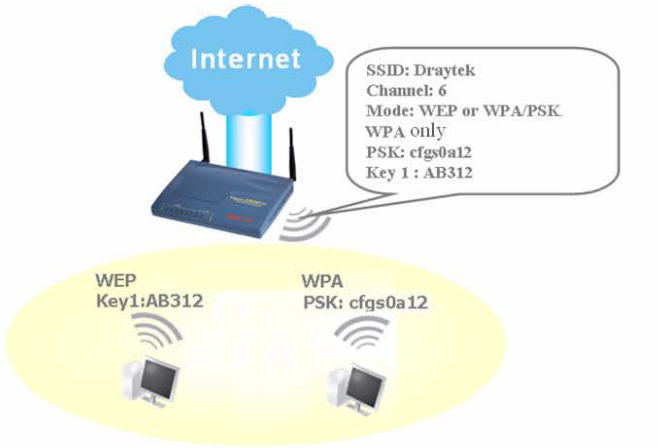 Internet
SSID: Draytek
Channel: 6
Mode: WEP or WPA/PSK
WPA only
PSK: cfgs0a12
Key 1 : AB312
WEP
Key1:AB312
WPA
PSK: cfgs0a12